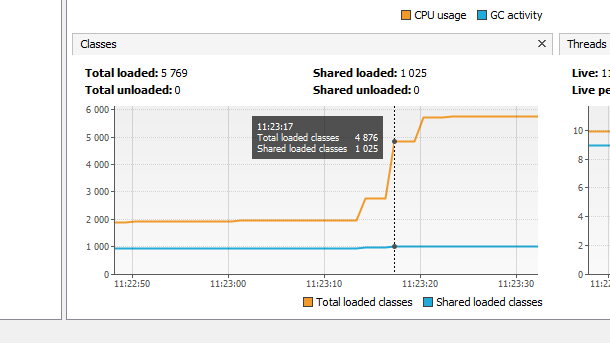 CPU usage GC activity
Classes
Threads
Total loaded: 5 769 Shared loaded: 1 025
Total unloaded: 0 Shared unloaded: 0
Live: 11
Live pe
6 000
5 000
4 000
3 000
2 000
1 000
0
11:23:17
Total loaded classes 4 876
Shared loaded classes 1 025
11:22:50 11:23:00 11:23:10 11:23:20 11:23:30
Total loaded classes Shared loaded classes
10
8
6
4
2
0
11:22